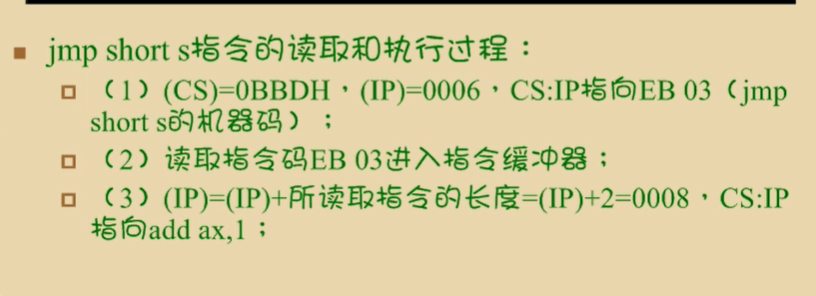 jmp short s指令的读取和执行过程：
（1）(CS)=0BBDH，(IP)=0006，CS:IP指向EB 03（jmp
short s的机器码）；
（2）读取指令码EB 03进入指令缓冲器；
（3）(IP)=(IP)+所读取指令的长度=(IP)+2=0008，CS:IP
指向add ax,1；